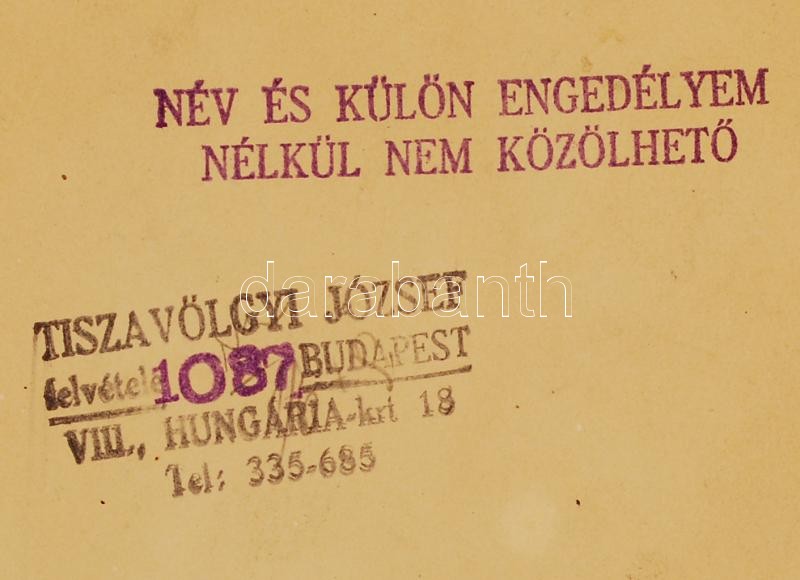 NÉV ÉS KÜLÖN ENGEDÉLYEM
NÉLKÜL NEM KÖZÖLHETŐ
darabanth
TISZAVÖLGYI JÓZSEF
felvétele 1087 BUDAPEST
VIII., HUNGÁRIA-krt 18
Tel: 335-685